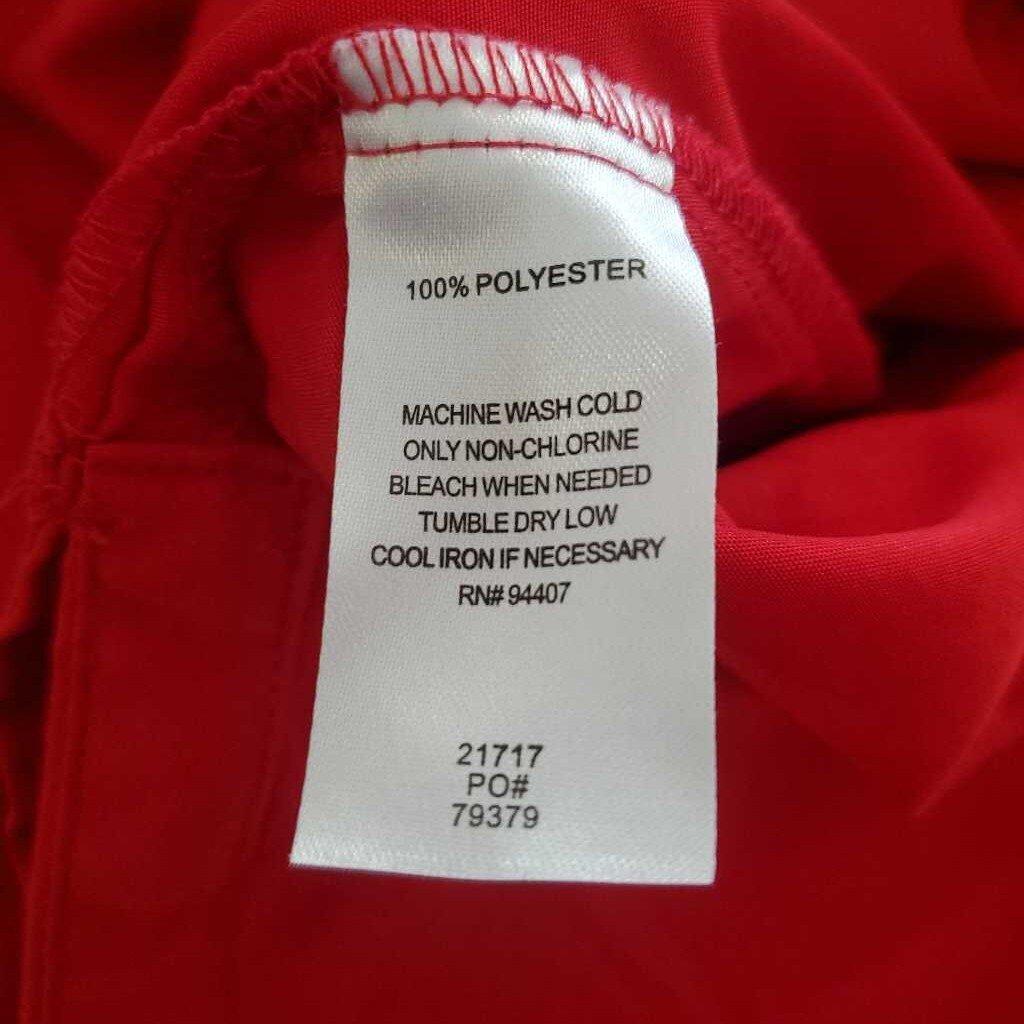 100% POLYESTER
MACHINE WASH COLD
ONLY NON-CHLORINE
BLEACH WHEN NEEDED
TUMBLE DRY LOW
COOL IRON IF NECESSARY
RN# 94407
21717
PO#
79379